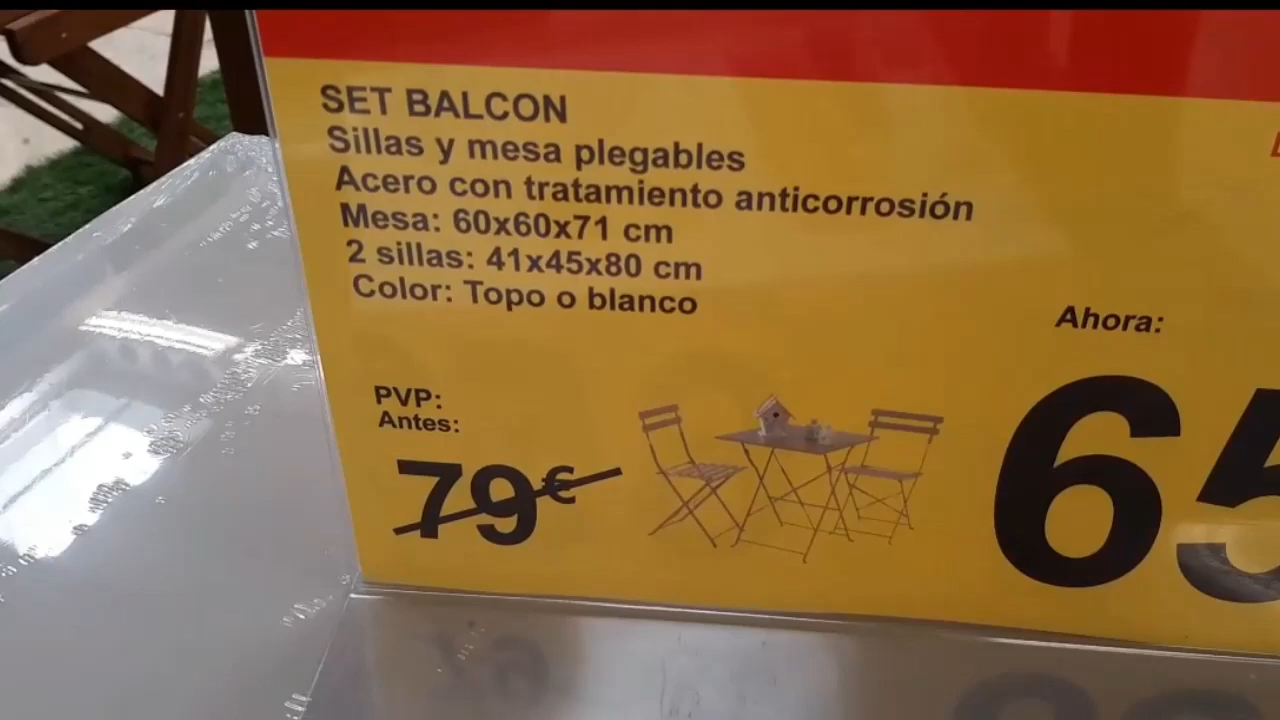 SET BALCON
Sillas y mesa plegables
Acero con tratamiento anticorrosión
Mesa: 60x60x71 cm
2 sillas: 41x45x80 cm
Color: Topo o blanco
PVP:
Antes:
79€
Ahora:
65